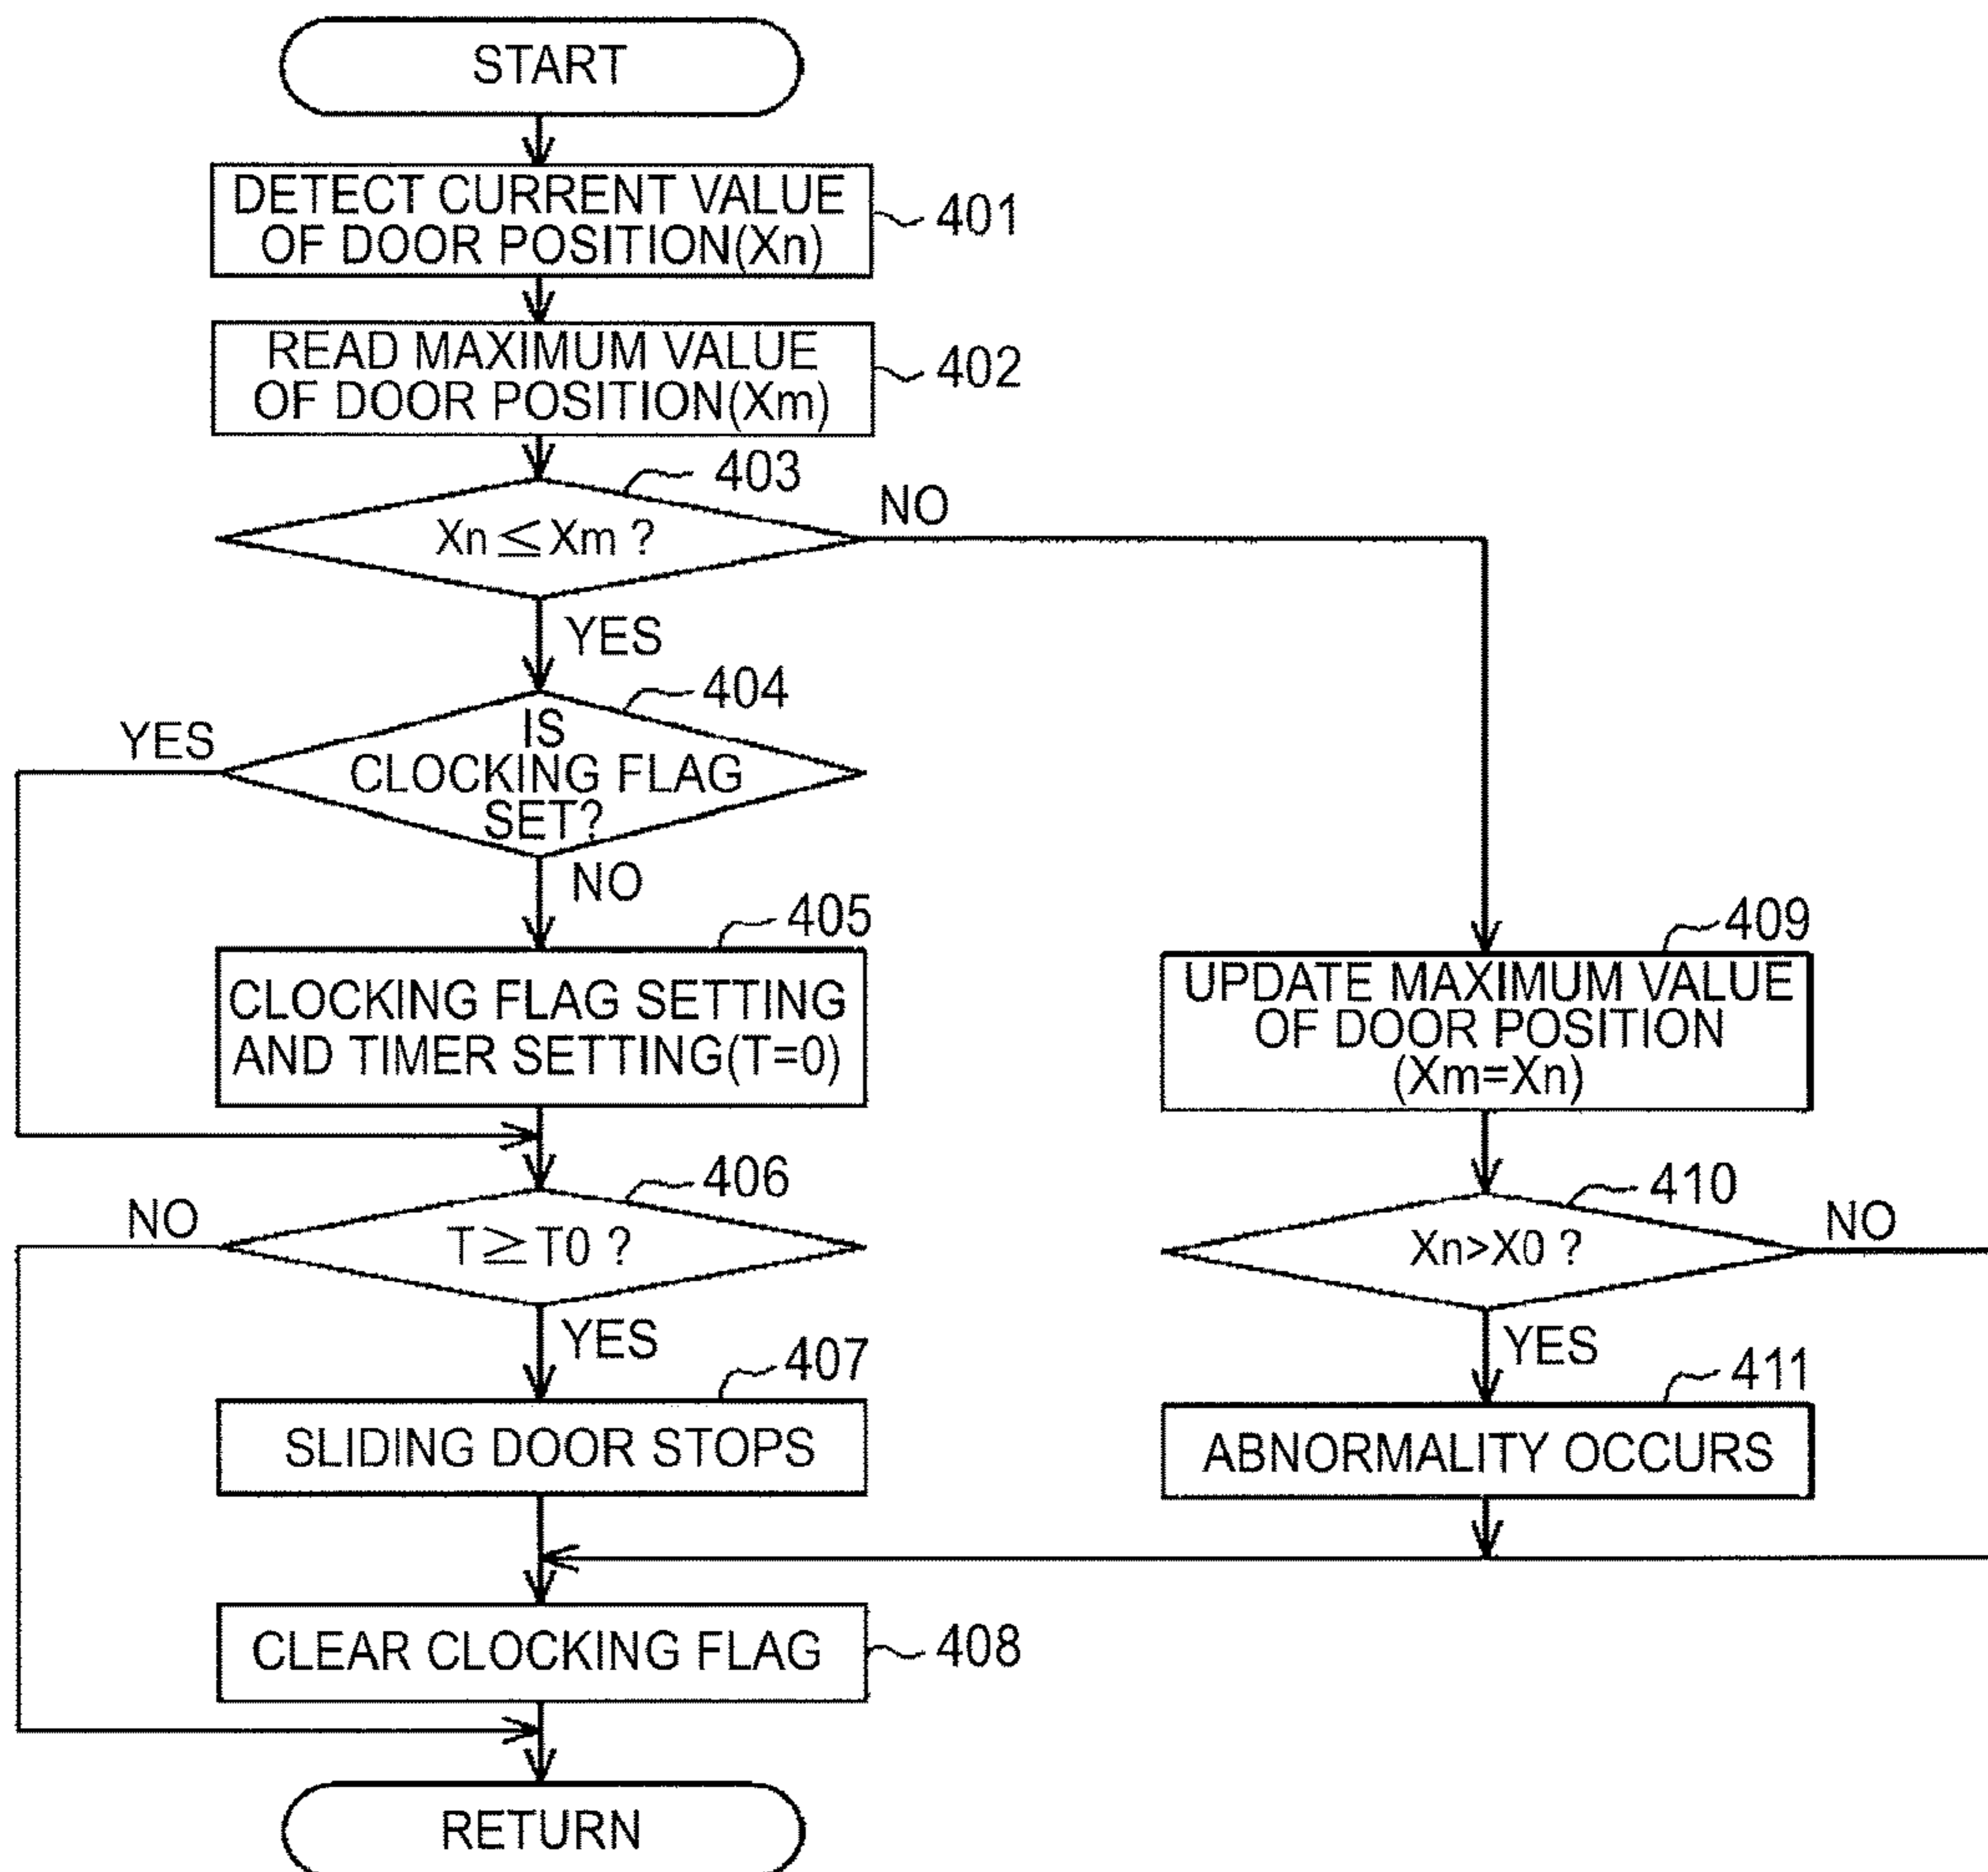 START
DETECT CURRENT VALUE
OF DOOR POSITION(Xn)
401
READ MAXIMUM VALUE
OF DOOR POSITION(Xm)
402
403
Xn≦Xm ?
NO
YES
404
IS
CLOCKING FLAG
SET?
YES
NO
405
CLOCKING FLAG SETTING
AND TIMER SETTING(T=0)
406
T≧T0 ?
NO
YES
407
SLIDING DOOR STOPS
409
UPDATE MAXIMUM VALUE
OF DOOR POSITION
(Xm=Xn)
410
Xn>X0 ?
NO
YES
411
ABNORMALITY OCCURS
CLEAR CLOCKING FLAG
408
RETURN